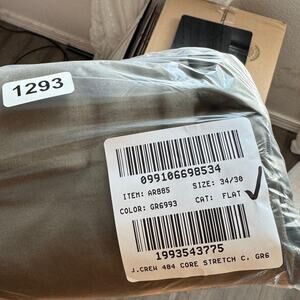 1293
099106698534
ITEM: AR885 SIZE: 34/30
COLOR: GR6993 CAT: FLAT
1993543775
J.CREW 484 CORE STRETCH C. GR6